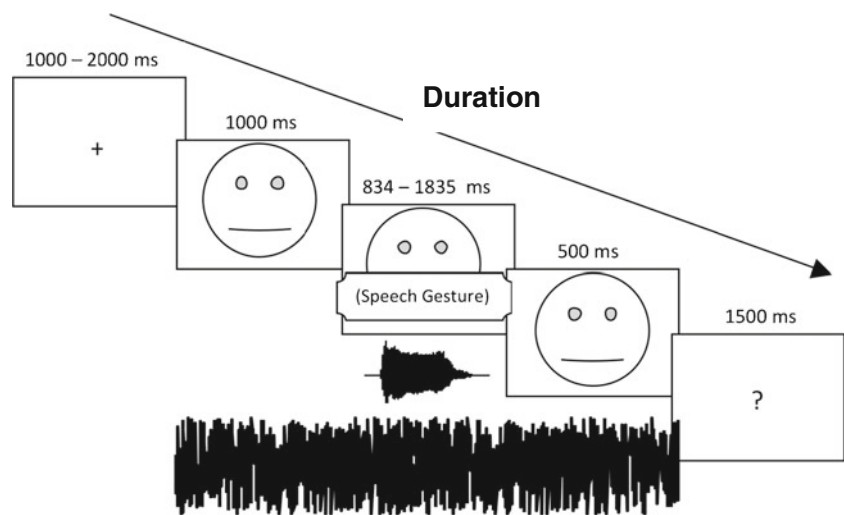 1000 – 2000 ms
Duration
+
1000 ms
834 – 1835 ms
(Speech Gesture)
500 ms
1500 ms
?